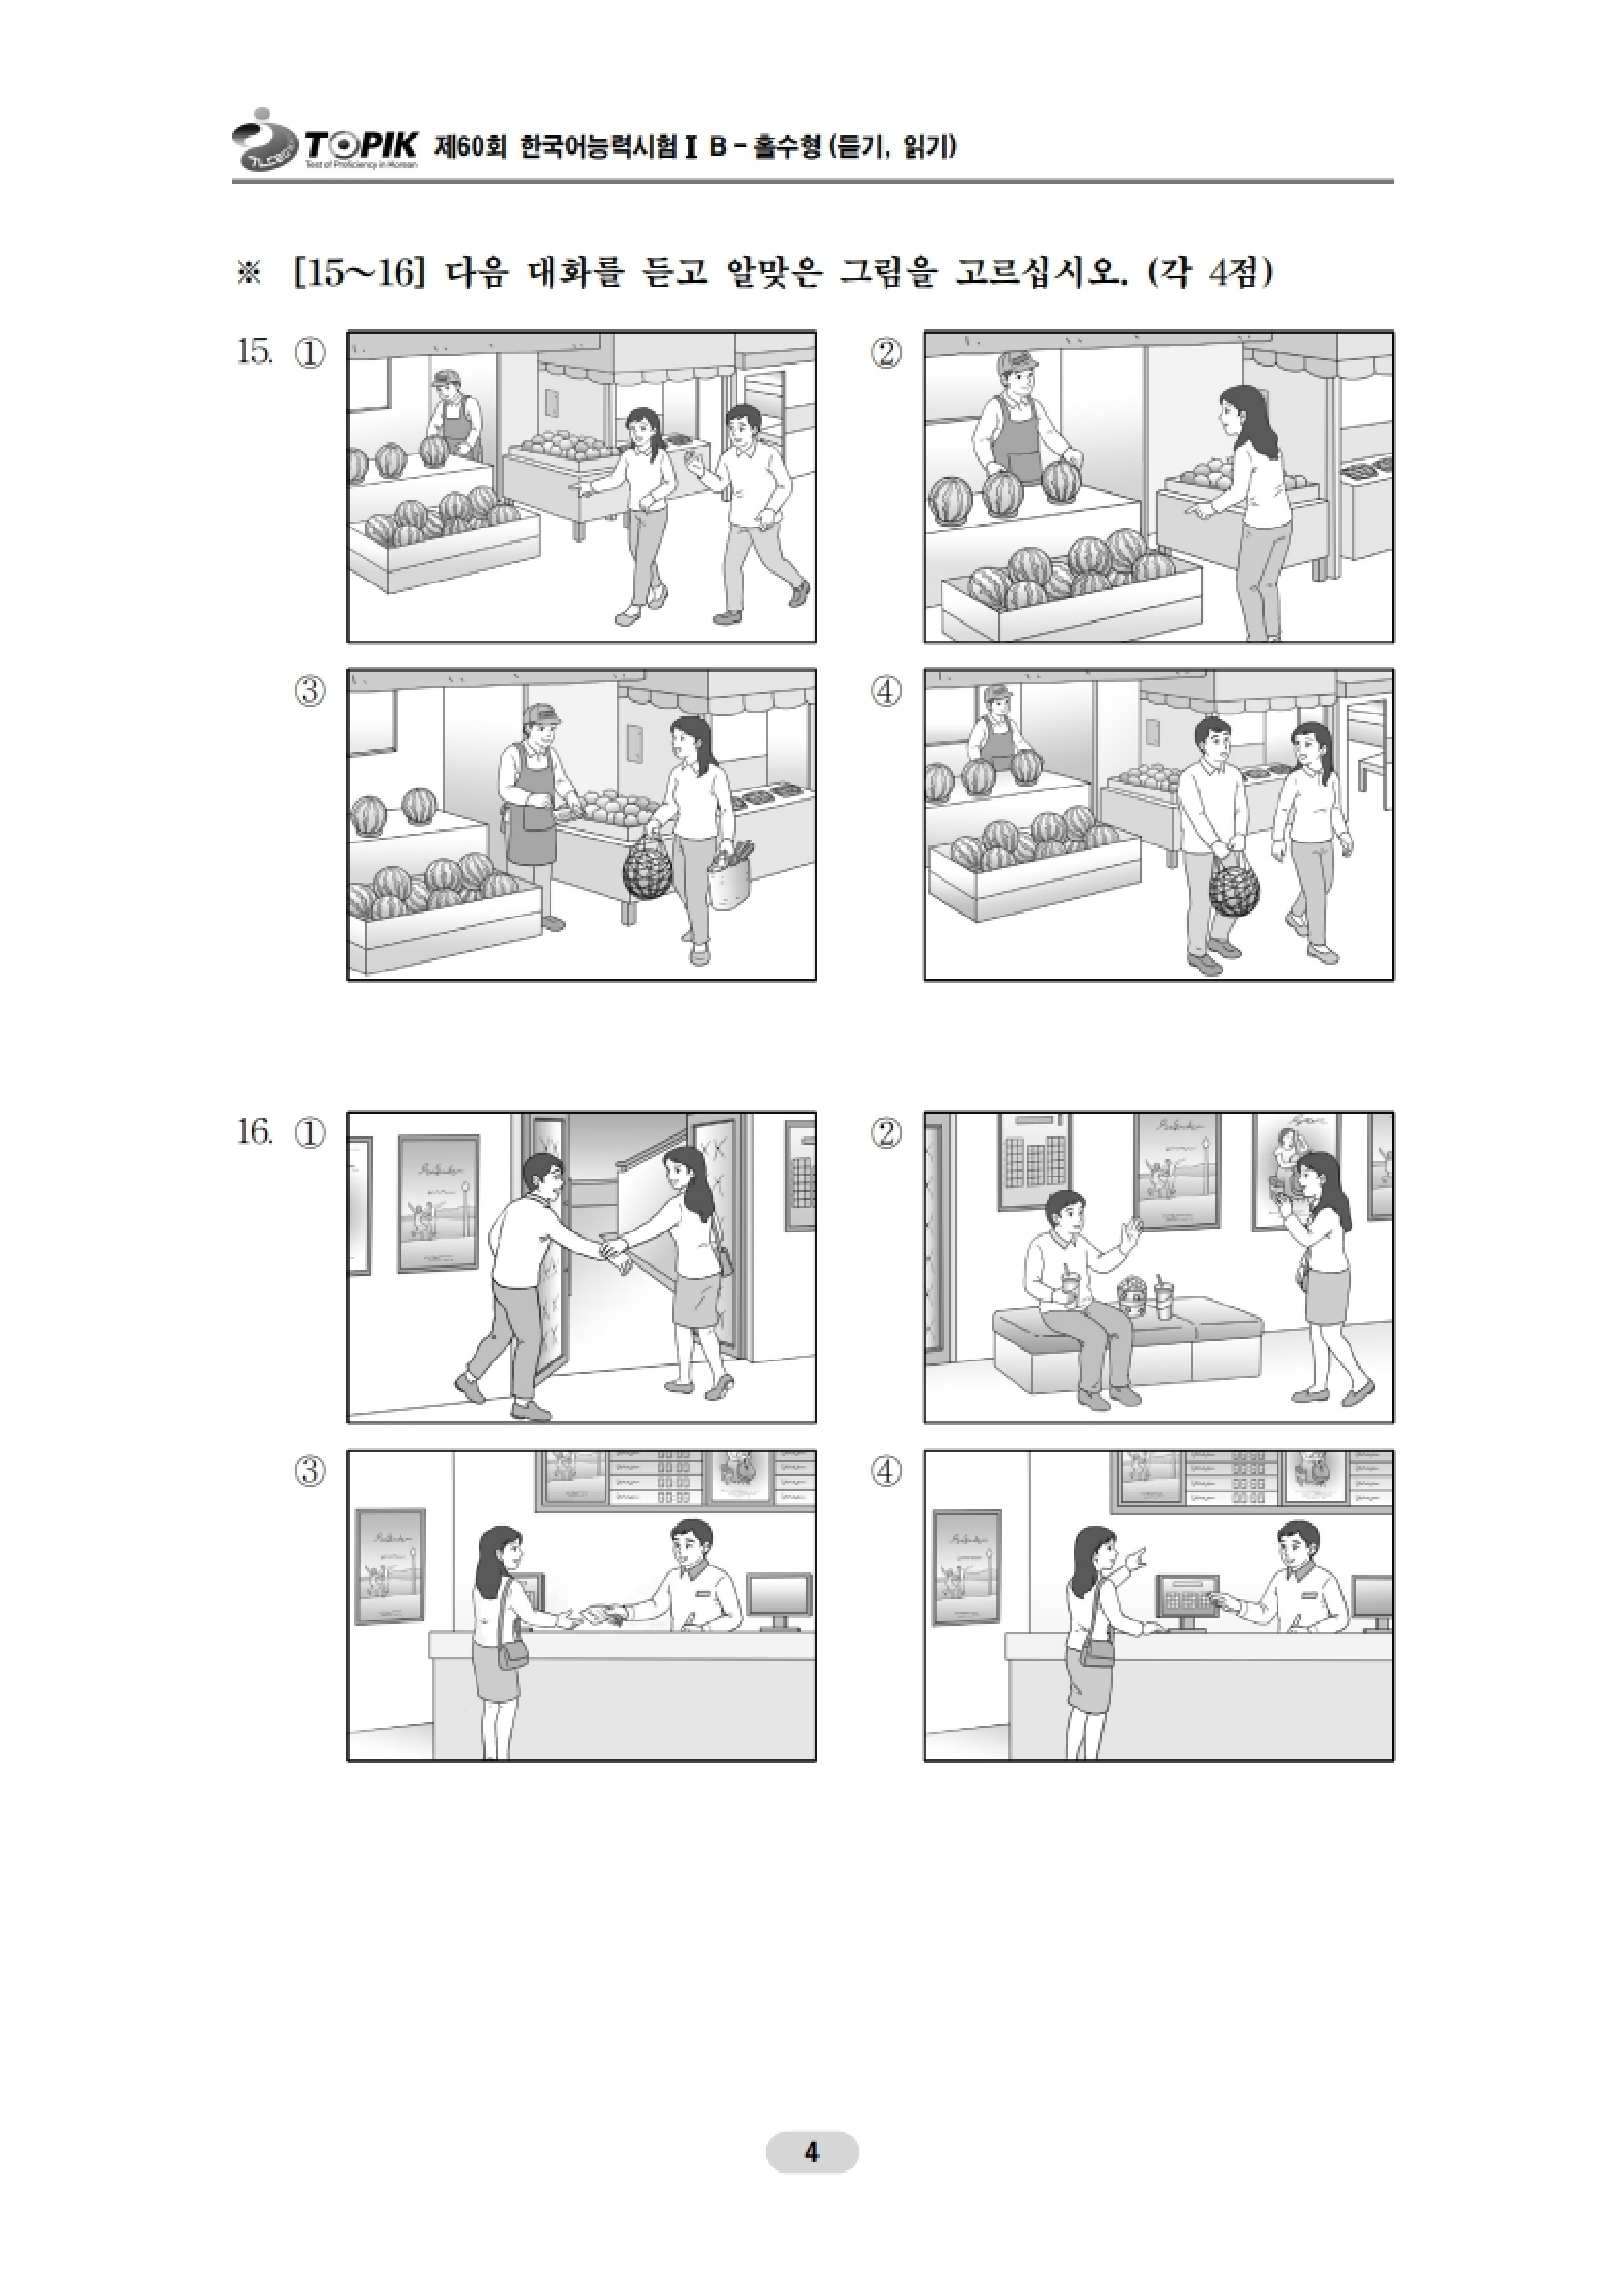 TOPIK 제60회 한국어능력시험 I B - 홀수형 (듣기, 읽기)
Test of Proficiency in Korean
※ [15~16] 다음 대화를 듣고 알맞은 그림을 고르십시오. (각 4점)
15. ① ②
③ ④
16. ① ②
③ ④
4